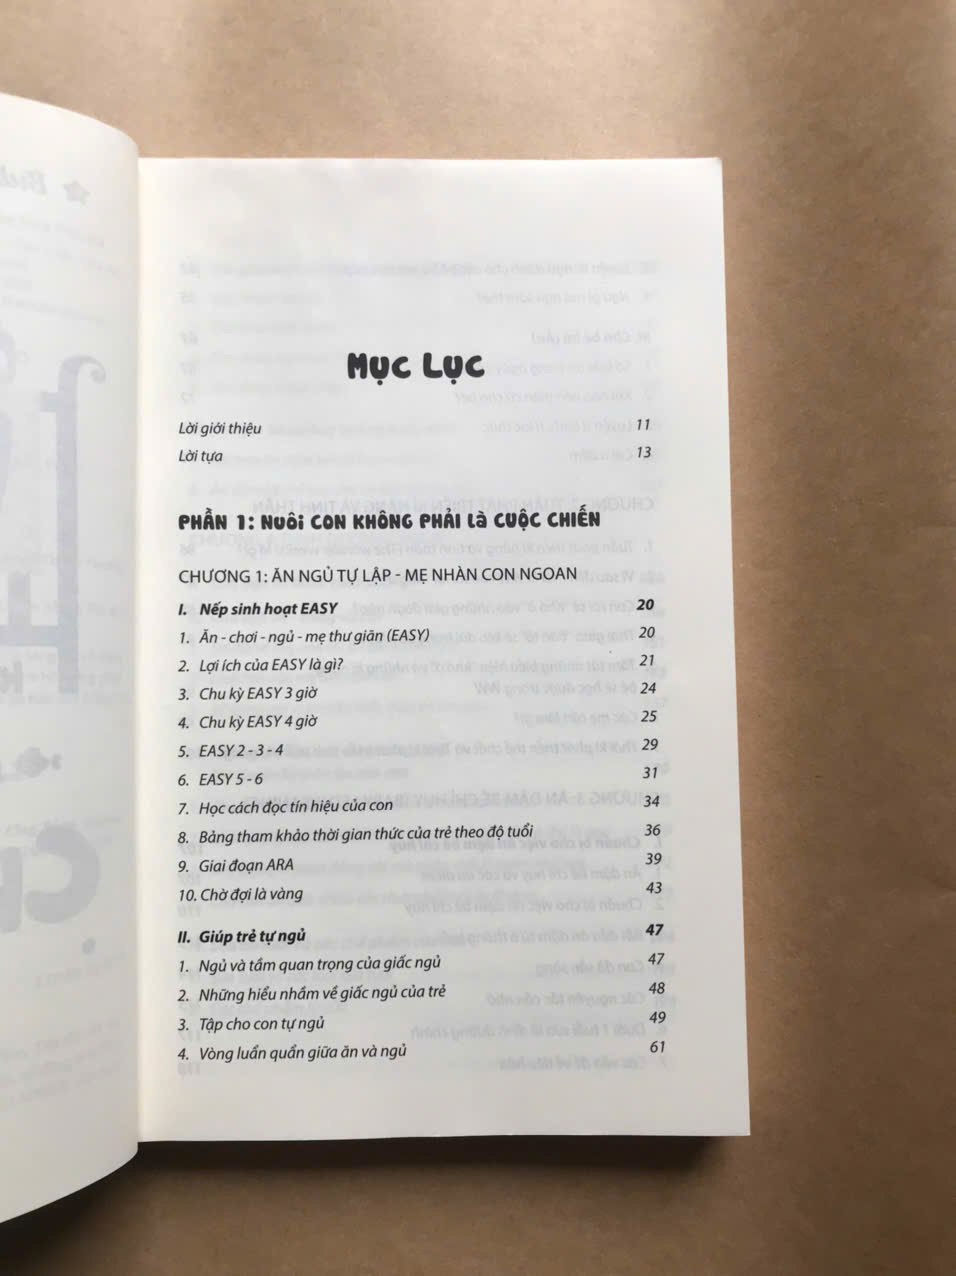 Mục Lục
Lời giới thiệu 11
Lời tựa 13
PHẦN 1: NUÔI CON KHÔNG PHẢI LÀ CUỘC CHIẾN
CHƯƠNG 1: ĂN NGỦ TỰ LẬP - MẸ NHÀN CON NGOAN
I. Nếp sinh hoạt EASY 20
1. Ăn - chơi - ngủ - mẹ thư giãn (EASY) 20
2. Lợi ích của EASY là gì? 21
3. Chu kỳ EASY 3 giờ 24
4. Chu kỳ EASY 4 giờ 25
5. EASY 2 - 3 - 4 29
6. EASY 5 - 6 31
7. Học cách đọc tín hiệu của con 34
8. Bảng tham khảo thời gian thức của trẻ theo độ tuổi 36
9. Giai đoạn ARA 39
10. Chờ đợi là vàng 43
II. Giúp trẻ tự ngủ 47
1. Ngủ và tầm quan trọng của giấc ngủ 47
2. Những hiểu nhầm về giấc ngủ của trẻ 48
3. Tập cho con tự ngủ 49
4. Vòng luẩn quẩn giữa ăn và ngủ 61